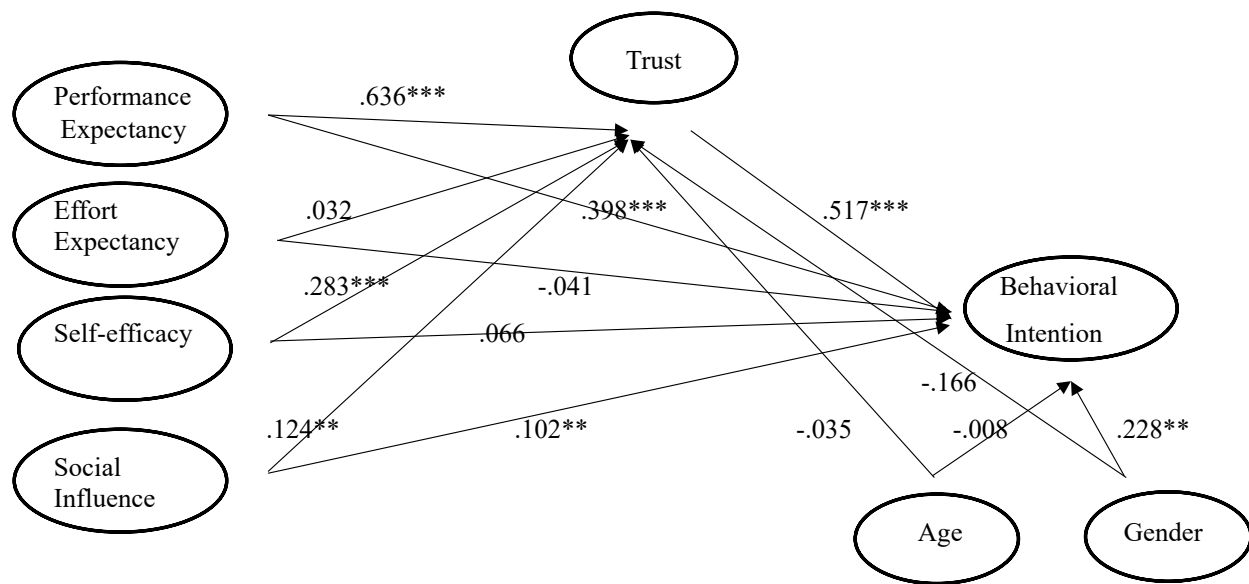 Trust
Performance
Expectancy
.636***
Effort
Expectancy
.032
.398***
.517***
.283***
-.041
Self-efficacy
.066
Behavioral
Intention
-.166
.124**
.102**
-.035
-.008
.228**
Social
Influence
Age
Gender